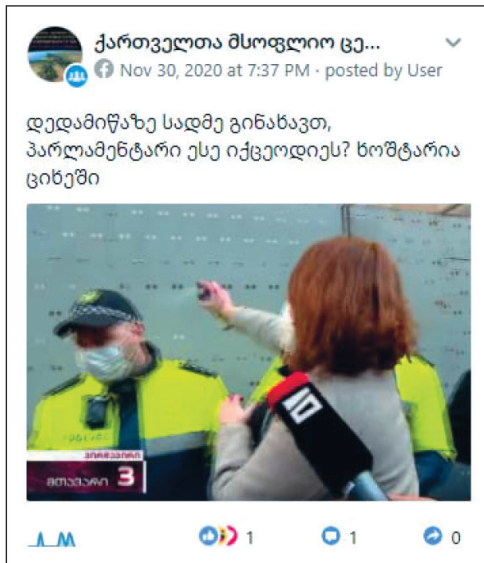 ქართველთა მსოფლიო ცე...
Nov 30, 2020 at 7:37 PM · posted by User
დედამიწაზე სადმე გინახავთ,
პარლამენტარი ესე იქცეოდიეს? ხოშტარია
ციხეში
პირდაპირი
მთავარი 3
1
1
0